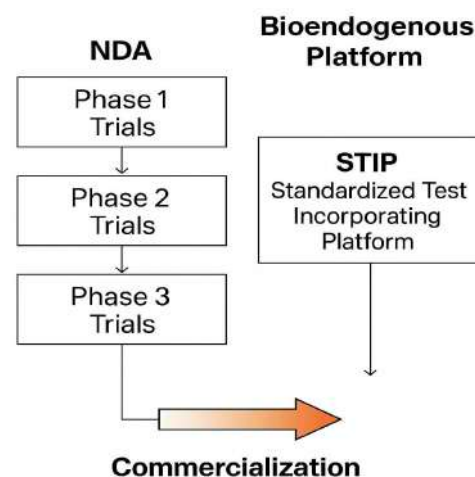 NDA
Phase 1
Trials
Phase 2
Trials
Phase 3
Trials
Bioendogenous
Platform
STIP
Standardized Test
Incorporating
Platform
Commercialization